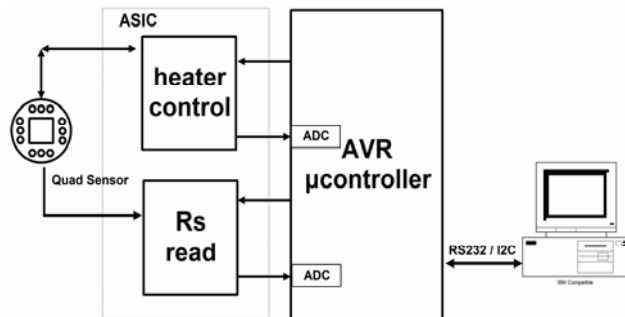 ASIC
heater
control
ADC
AVR
µcontroller
Quad Sensor
Rs
read
ADC
RS232 / I2C
IBM Compatible